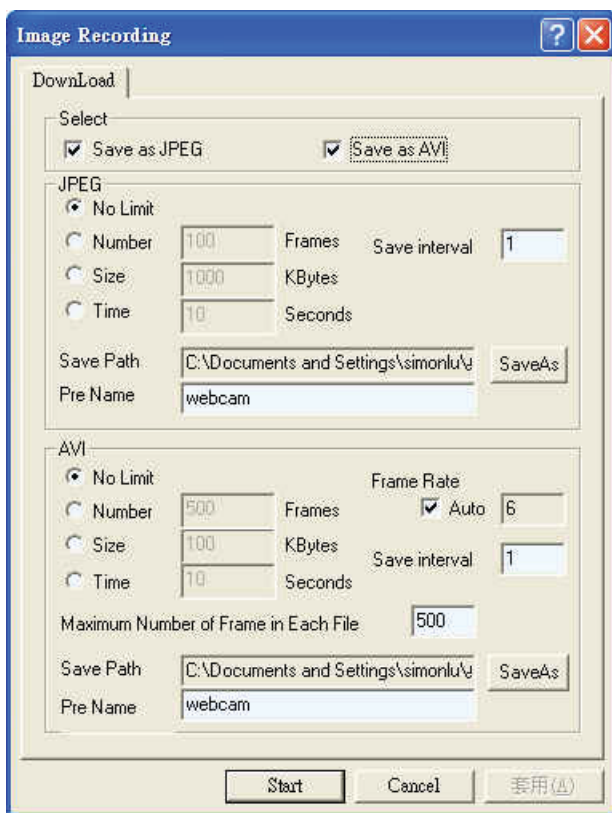 Image Recording
DownLoad
Select
Save as JPEG Save as AVI
JPEG
No Limit
Number 100 Frames Save interval 1
Size 1000 KBytes
Time 10 Seconds
Save Path C:\Documents and Settings\simonlu\ SaveAs
Pre Name webcam
AVI
No Limit Frame Rate
Number 500 Frames Auto 6
Size 100 KBytes Save interval 1
Time 10 Seconds
Maximum Number of Frame in Each File 500
Save Path C:\Documents and Settings\simonlu\ SaveAs
Pre Name webcam
Start Cancel 套用(A)